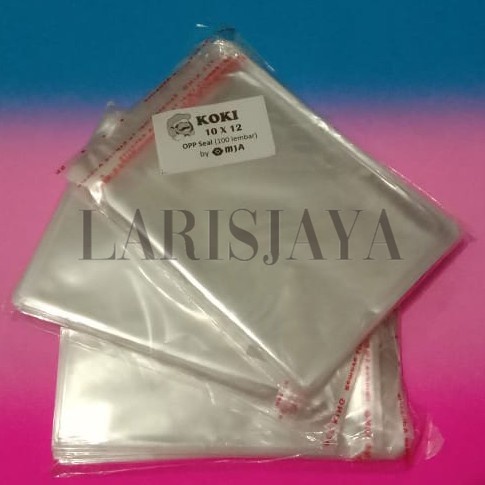 KOKI
10 X 12
OPP Seal (100 lembar)
by MJA
LARISJAYA